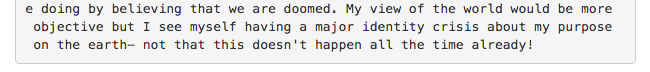 e doing by believing that we are doomed. My view of the world would be more
objective but I see myself having a major identity crisis about my purpose
on the earth— not that this doesn't happen all the time already!